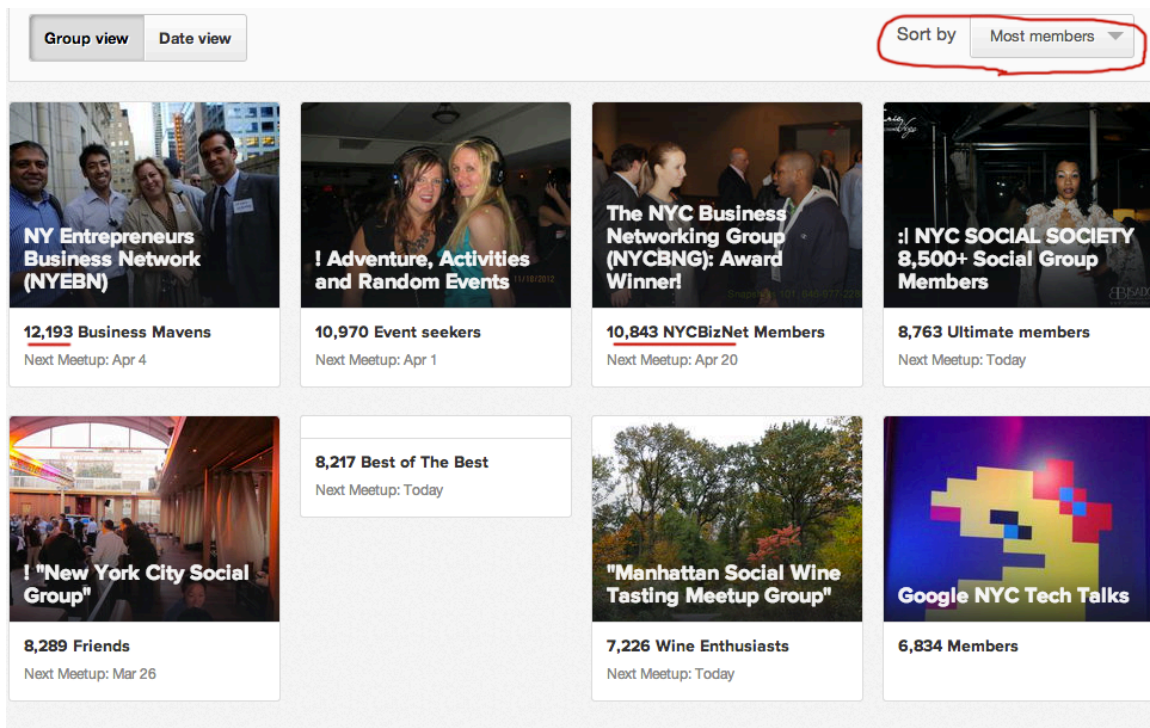 Group view
Date view
Sort by
Most members
NY Entrepreneurs
Business Network
(NYEBN)
12,193 Business Mavens
Next Meetup: Apr 4
! Adventure, Activities
and Random Events
11/18/2012
10,970 Event seekers
Next Meetup: Apr 1
The NYC Business
Networking Group
(NYCBNG): Award
Winner!
10,843 NYCBizNet Members
Next Meetup: Apr 20
:| NYC SOCIAL SOCIETY
8,500+ Social Group
Members
8,763 Ultimate members
Next Meetup: Today
! "New York City Social
Group"
8,289 Friends
Next Meetup: Mar 26
8,217 Best of The Best
Next Meetup: Today
"Manhattan Social Wine
Tasting Meetup Group"
7,226 Wine Enthusiasts
Next Meetup: Today
Google NYC Tech Talks
6,834 Members